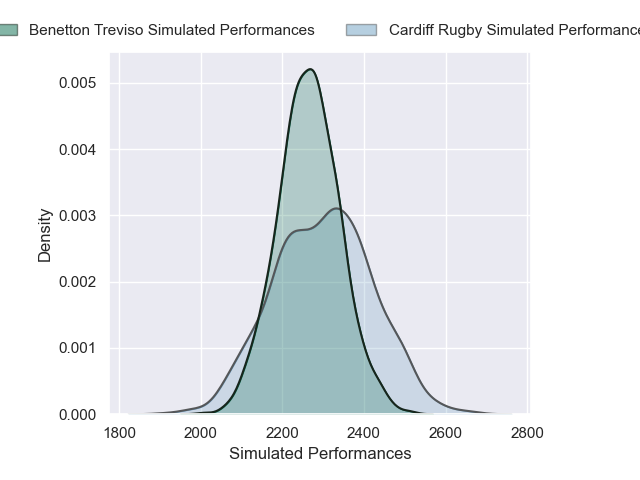 Benetton Treviso Simulated Performances
Cardiff Rugby Simulated Performance
0.005
0.004
0.003
0.002
0.001
0.000
Density
1800 2000 2200 2400 2600 2800
Simulated Performances